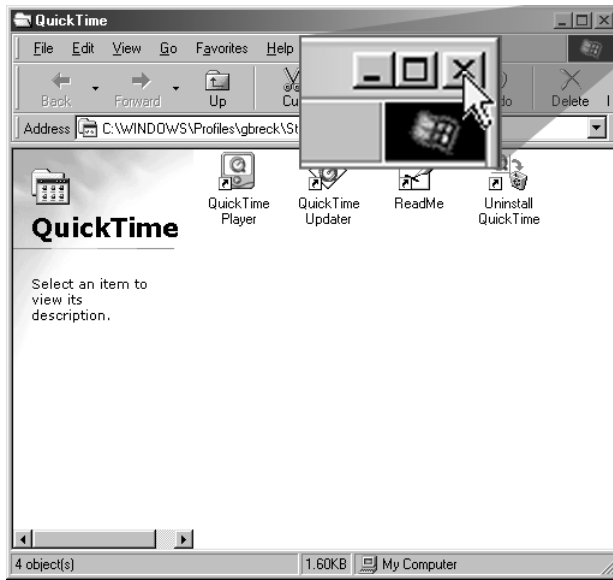 QuickTime
File Edit View Go Favorites Help
Back Forward Up Delete
Address C:\WINDOWS\Profiles\gbreck\St
QuickTime Player
QuickTime Updater
ReadMe
Uninstall QuickTime
QuickTime
Select an item to
view its
description.
4 object(s) 1.60KB My Computer